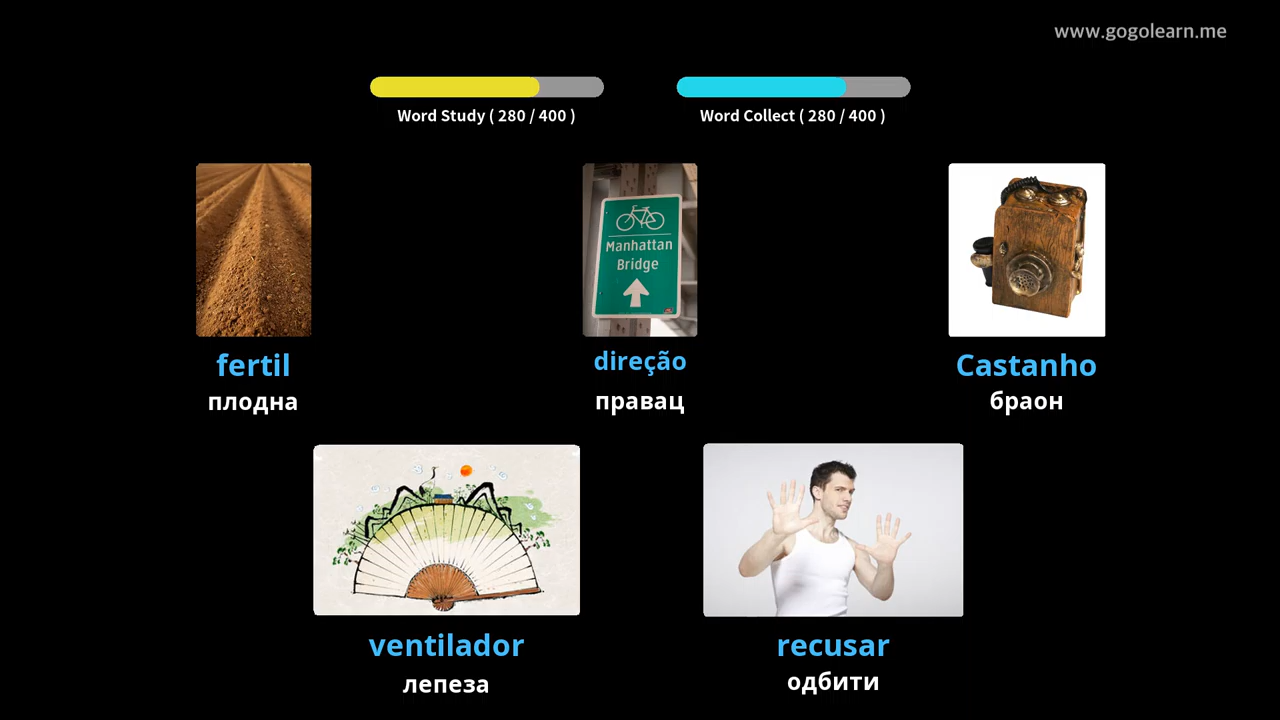 www.gogolearn.me
Word Study ( 280 / 400 )
Word Collect ( 280 / 400 )
Manhattan
Bridge
fertil
плодна
direção
правац
Castanho
браон
ventilador
лепеза
recusar
одбити